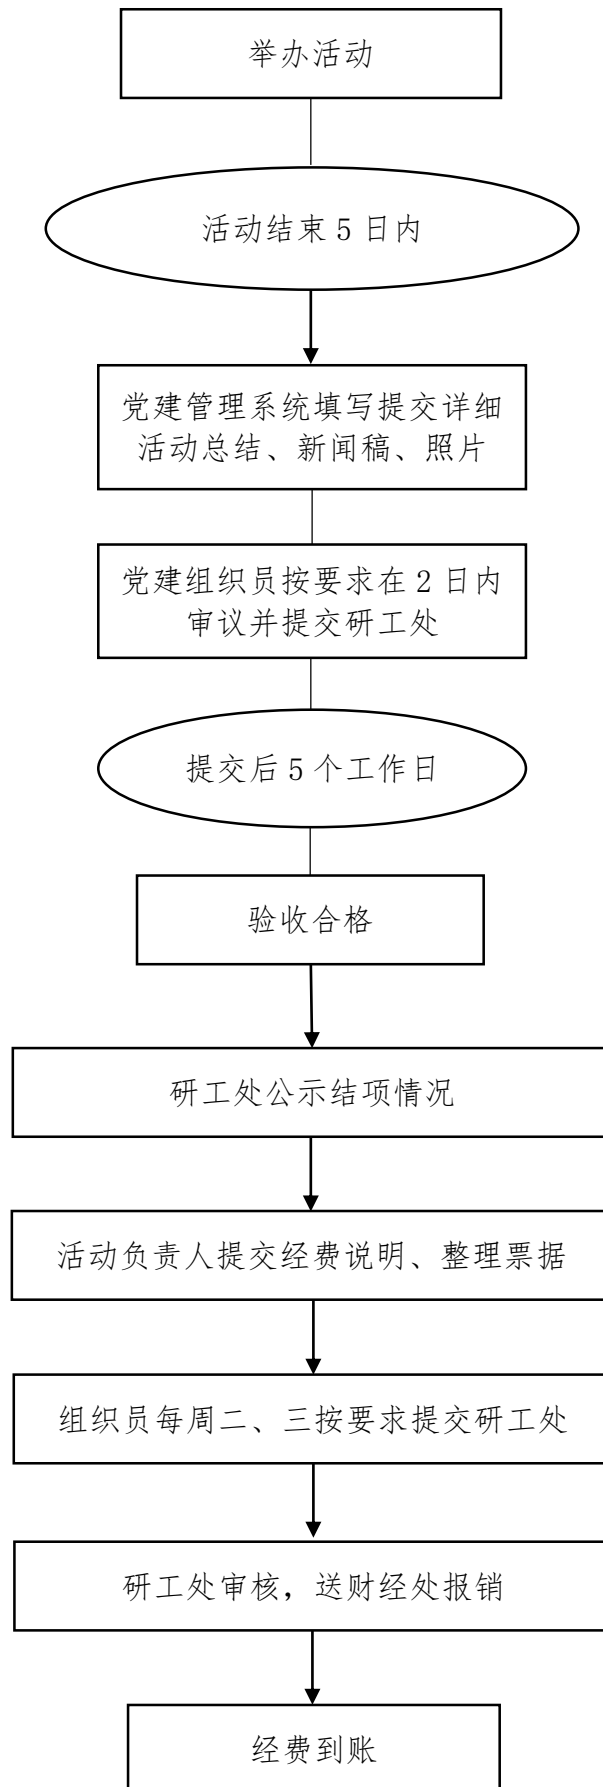 举办活动
活动结束 5 日内
党建管理系统填写提交详细
活动总结、新闻稿、照片
党建组织员按要求在 2 日内
审议并提交研工处
提交后 5 个工作日
验收合格
研工处公示结项情况
活动负责人提交经费说明、整理票据
组织员每周二、三按要求提交研工处
研工处审核，送财经处报销
经费到账